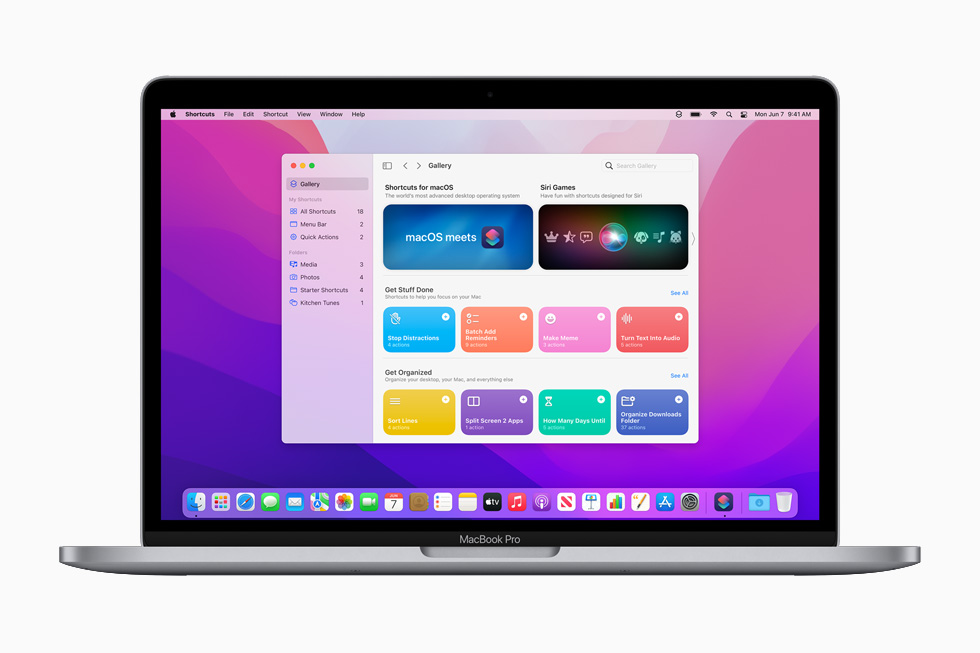 Shortcuts File Edit Shortcut View Window Help Mon Jun 7 9:41 AM
Gallery
Search Gallery
Gallery
My Shortcuts
All Shortcuts 18
Menu Bar 2
Quick Actions 2
Folders
Media 3
Photos 4
Starter Shortcuts 4
Kitchen Tunes 1
Shortcuts for macOS
The world's most advanced desktop operating system
macOS meets
Siri Games
Have fun with shortcuts designed for Siri
Get Stuff Done
See All
Shortcuts to help you focus on your Mac
Stop Distractions
4 actions
Batch Add
Reminders
9 actions
Make Memo
3 actions
Turn Text Into Audio
5 actions
Get Organized
See All
Organize your desktop, your Mac, and everything else
Sort Lines
Split Screen 2 Apps
1 action
How Many Days Until
5 actions
Organize Downloads
Folder
37 actions
JUN
7
tv
MacBook Pro